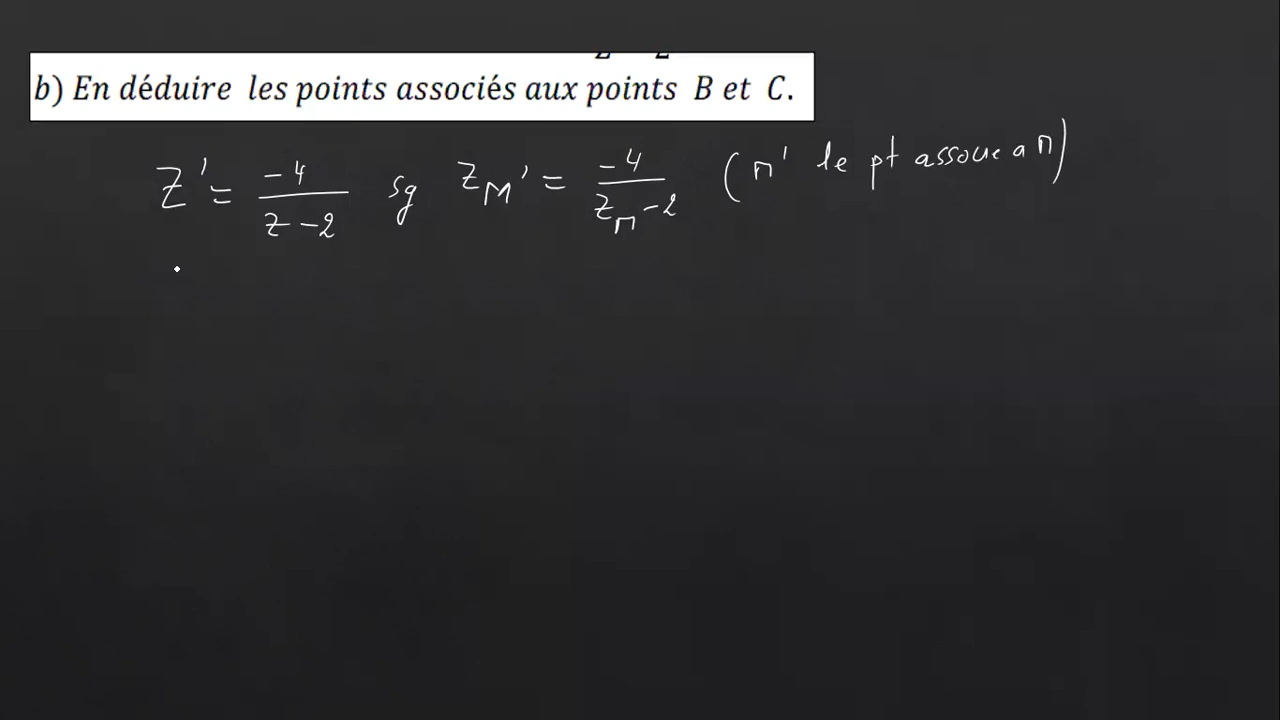 b) En déduire les points associés aux points B et C.
Z' = -4 / (z - 2) sg z_M' = -4 / (z_M - 2) (M' le pt associé a M)